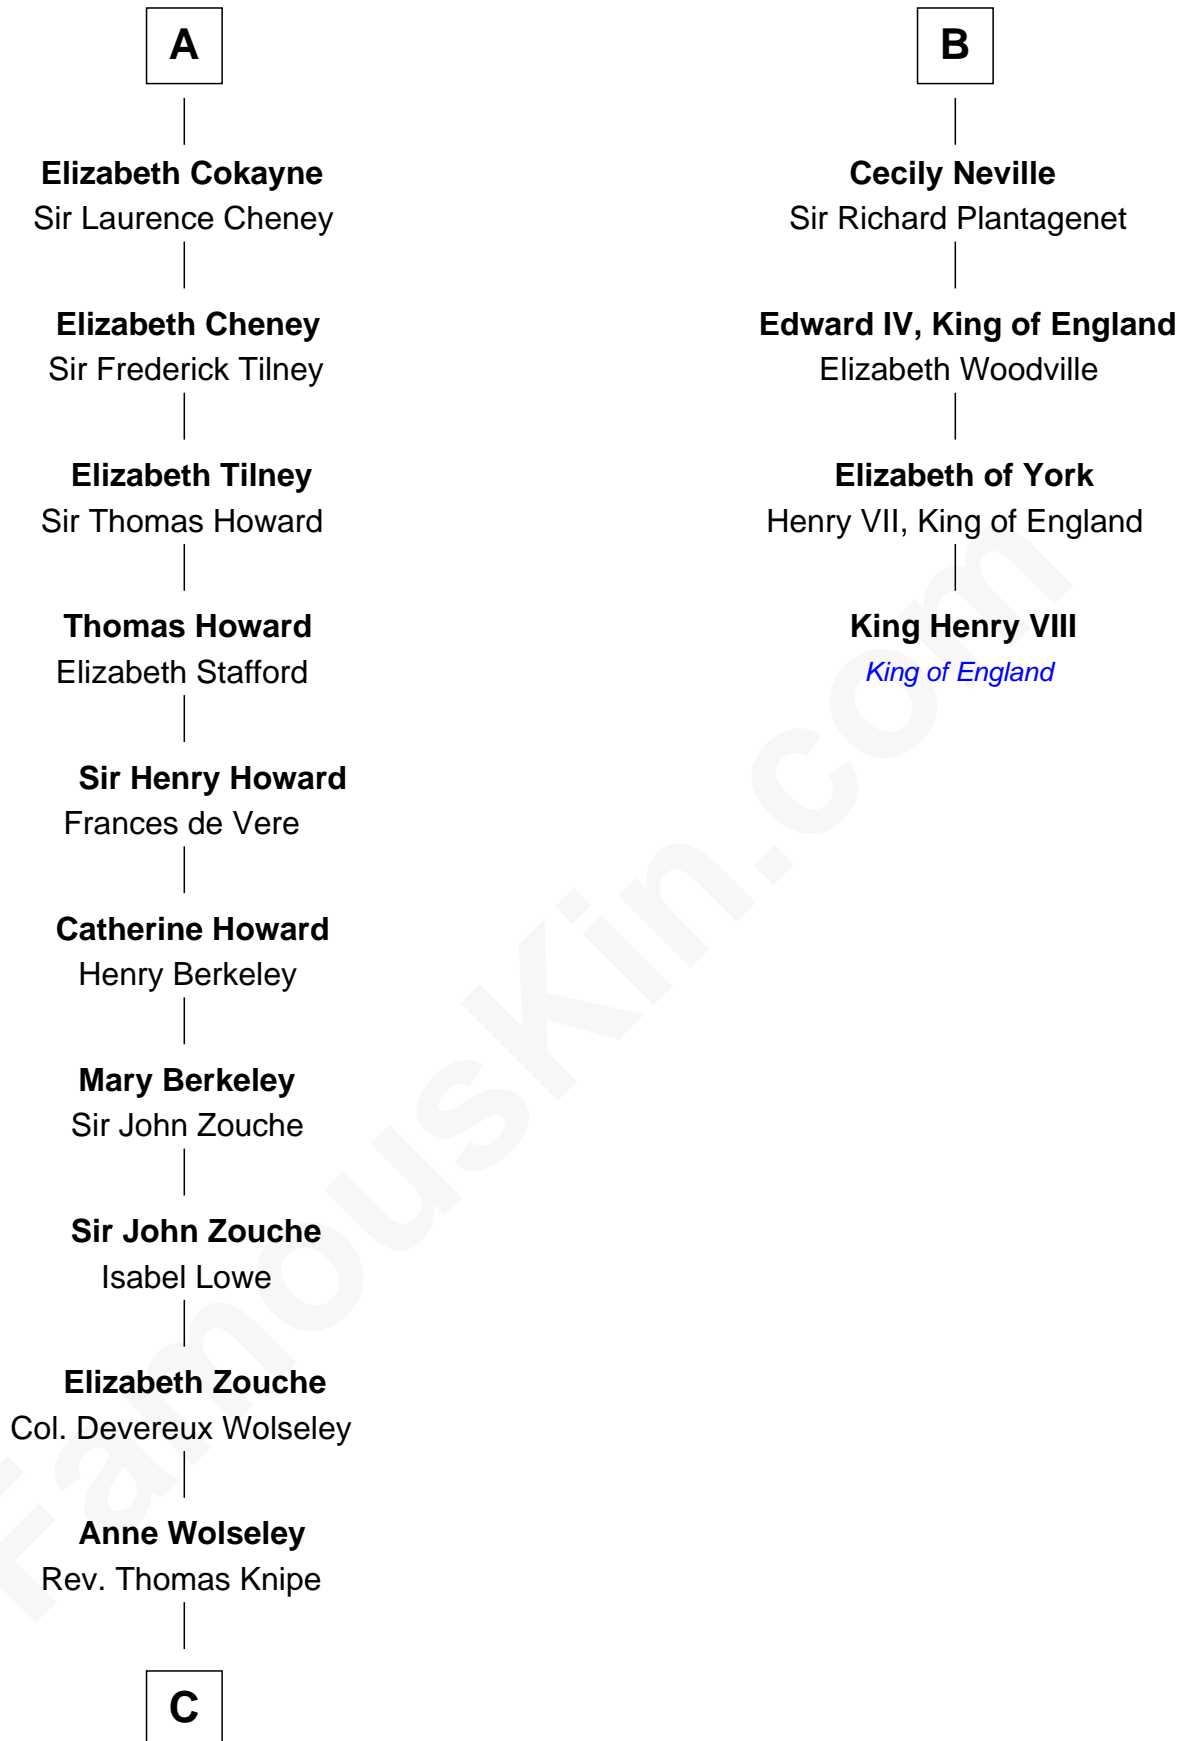 A
Elizabeth Cokayne
Sir Laurence Cheney
Elizabeth Cheney
Sir Frederick Tilney
Elizabeth Tilney
Sir Thomas Howard
Thomas Howard
Elizabeth Stafford
Sir Henry Howard
Frances de Vere
Catherine Howard
Henry Berkeley
Mary Berkeley
Sir John Zouche
Sir John Zouche
Isabel Lowe
Elizabeth Zouche
Col. Devereux Wolseley
Anne Wolseley
Rev. Thomas Knipe
C
B
Cecily Neville
Sir Richard Plantagenet
Edward IV, King of England
Elizabeth Woodville
Elizabeth of York
Henry VII, King of England
King Henry VIII
King of England
FamousKin.com